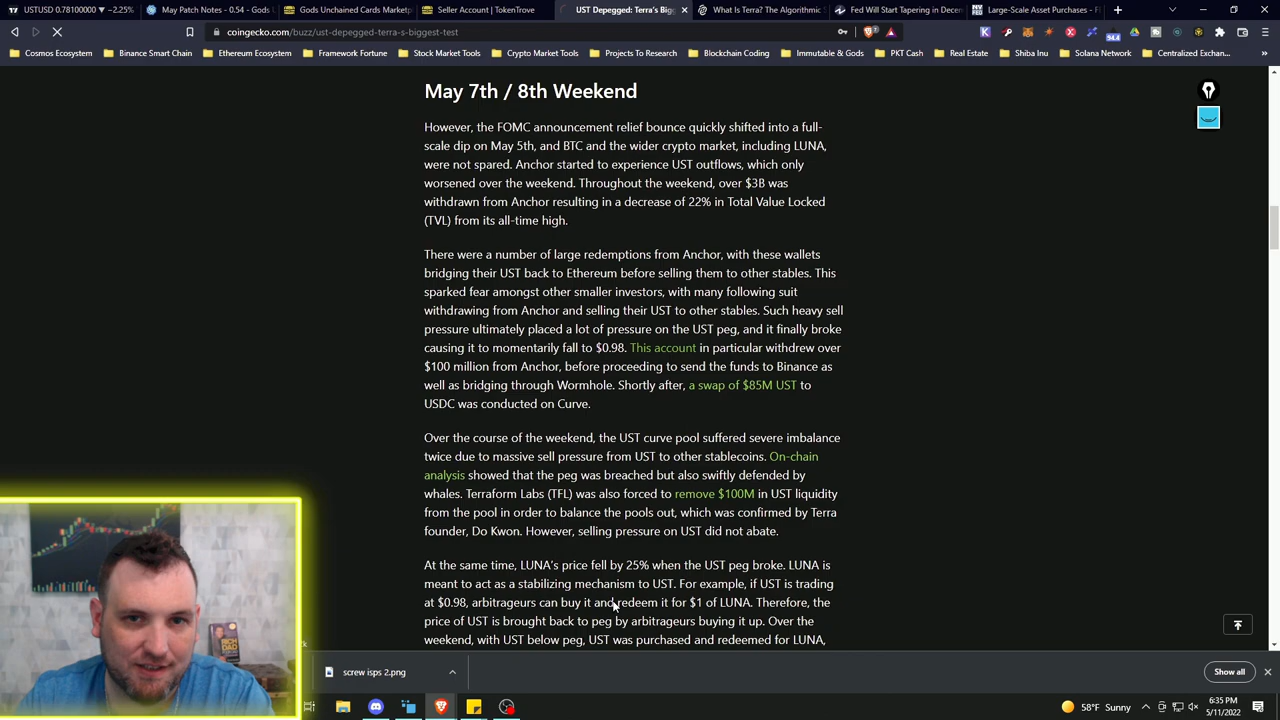 USTUSD 0.78100000 ▼ −2.25%
May Patch Notes - 0.54 - Gods
Gods Unchained Cards Marketp
Seller Account | TokenTrove
UST Depegged: Terra's Bigg
What Is Terra? The Algorithmic
Fed Will Start Tapering in Decem
Large-Scale Asset Purchases - F
coingecko.com/buzz/ust-depegged-terra-s-biggest-test
Cosmos Ecosystem
Binance Smart Chain
Ethereum Ecosystem
Framework Fortune
Stock Market Tools
Crypto Market Tools
Projects To Research
Blockchain Coding
Immutable & Gods
PKT Cash
Real Estate
Shiba Inu
Solana Network
Centralized Exchan...
May 7th / 8th Weekend
However, the FOMC announcement relief bounce quickly shifted into a full-
scale dip on May 5th, and BTC and the wider crypto market, including LUNA,
were not spared. Anchor started to experience UST outflows, which only
worsened over the weekend. Throughout the weekend, over $3B was
withdrawn from Anchor resulting in a decrease of 22% in Total Value Locked
(TVL) from its all-time high.
There were a number of large redemptions from Anchor, with these wallets
bridging their UST back to Ethereum before selling them to other stables. This
sparked fear amongst other smaller investors, with many following suit
withdrawing from Anchor and selling their UST to other stables. Such heavy sell
pressure ultimately placed a lot of pressure on the UST peg, and it finally broke
causing it to momentarily fall to $0.98. This account in particular withdrew over
$100 million from Anchor, before proceeding to send the funds to Binance as
well as bridging through Wormhole. Shortly after, a swap of $85M UST to
USDC was conducted on Curve.
Over the course of the weekend, the UST curve pool suffered severe imbalance
twice due to massive sell pressure from UST to other stablecoins. On-chain
analysis showed that the peg was breached but also swiftly defended by
whales. Terraform Labs (TFL) was also forced to remove $100M in UST liquidity
from the pool in order to balance the pools out, which was confirmed by Terra
founder, Do Kwon. However, selling pressure on UST did not abate.
At the same time, LUNA's price fell by 25% when the UST peg broke. LUNA is
meant to act as a stabilizing mechanism to UST. For example, if UST is trading
at $0.98, arbitrageurs can buy it and redeem it for $1 of LUNA. Therefore, the
price of UST is brought back to peg by arbitrageurs buying it up. Over the
weekend, with UST below peg, UST was purchased and redeemed for LUNA,
RICH
DAD
screw isps 2.png
Show all
58°F Sunny
6:35 PM
5/11/2022